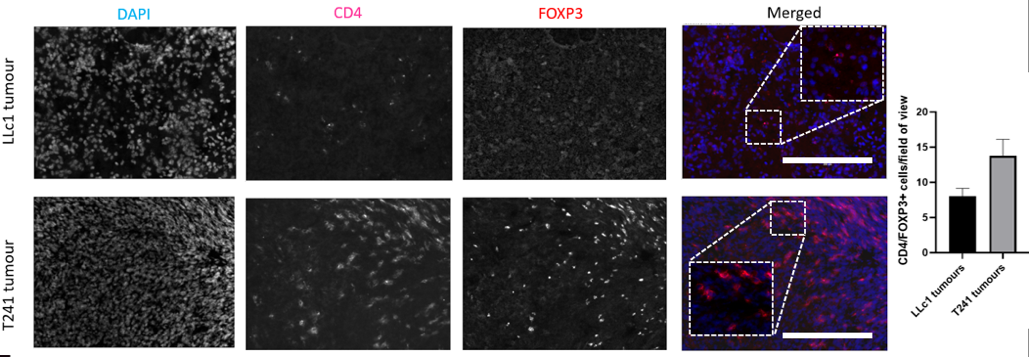 DAPI
CD4
FOXP3
Merged
LLc1 tumour
T241 tumour
CD4/FOXP3+ cells/field of view
20
15
10
5
0
LLc1 tumours
T241 tumours